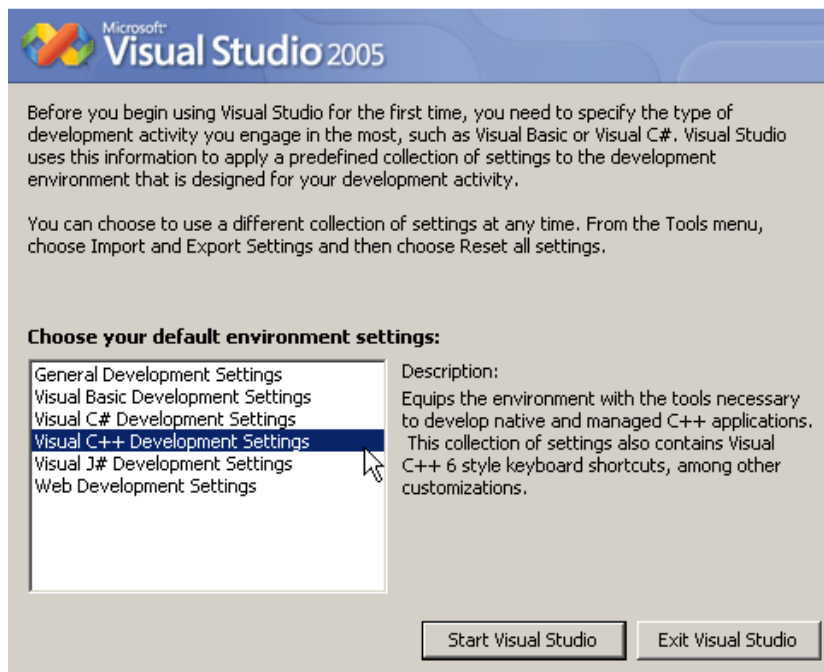 Microsoft
Visual Studio 2005
Before you begin using Visual Studio for the first time, you need to specify the type of
development activity you engage in the most, such as Visual Basic or Visual C#. Visual Studio
uses this information to apply a predefined collection of settings to the development
environment that is designed for your development activity.
You can choose to use a different collection of settings at any time. From the Tools menu,
choose Import and Export Settings and then choose Reset all settings.
Choose your default environment settings:
General Development Settings
Visual Basic Development Settings
Visual C# Development Settings
Visual C++ Development Settings
Visual J# Development Settings
Web Development Settings
Description:
Equips the environment with the tools necessary
to develop native and managed C++ applications.
This collection of settings also contains Visual
C++ 6 style keyboard shortcuts, among other
customizations.
Start Visual Studio
Exit Visual Studio